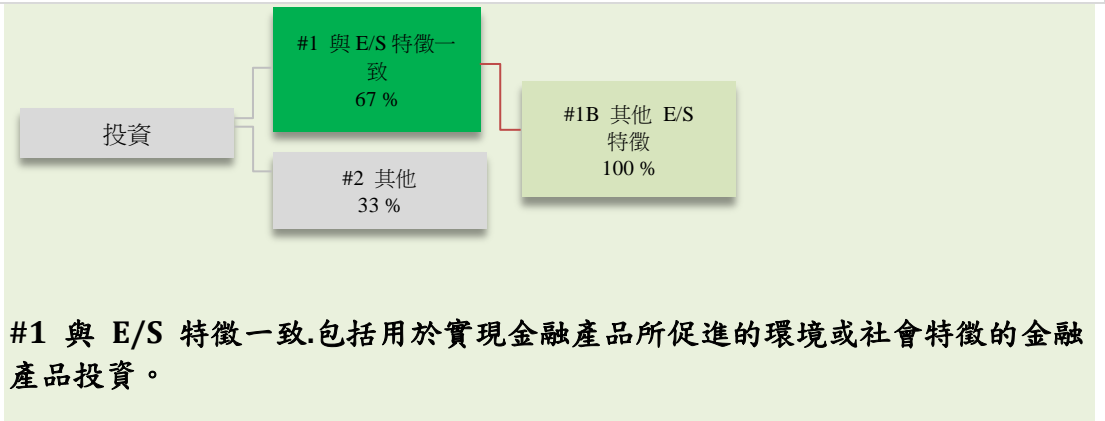 #1 與 E/S 特徵一
致
67 %
#1B 其他 E/S
特徵
100 %
投資
#2 其他
33 %
#1 與 E/S 特徵一致.包括用於實現金融產品所促進的環境或社會特徵的金融
產品投資。